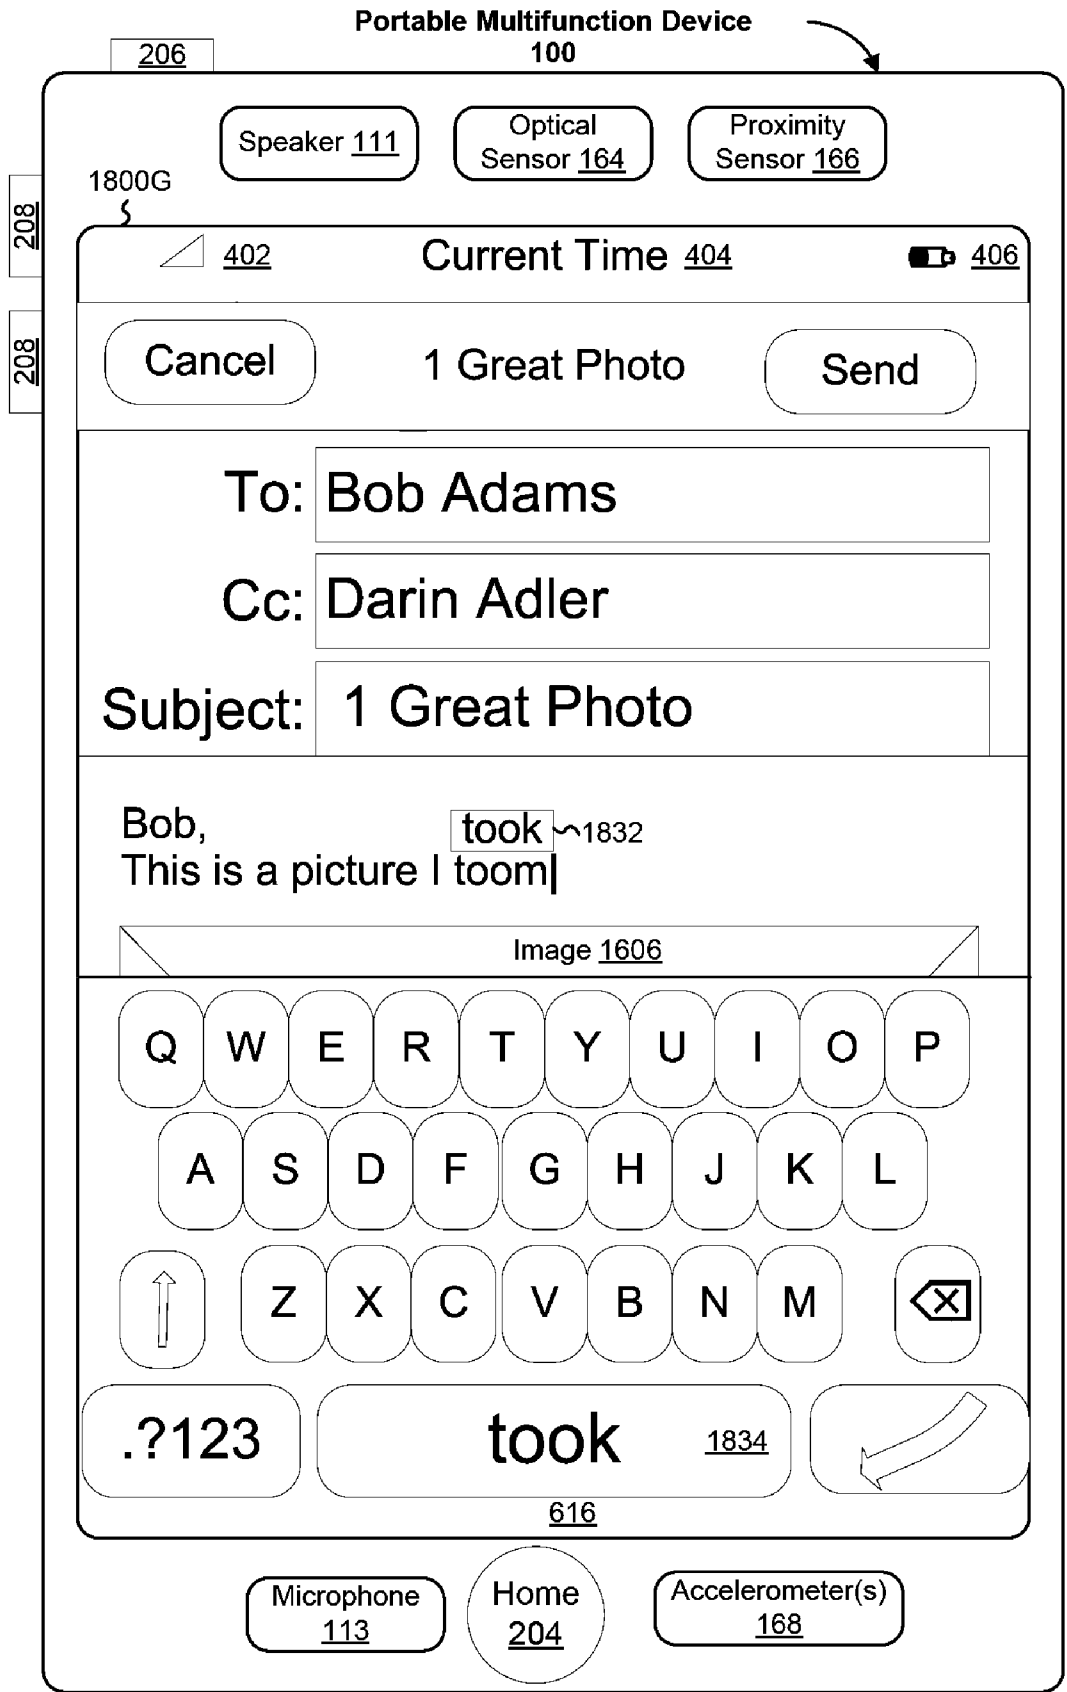 Portable Multifunction Device
100
206
Speaker 111
Optical
Sensor 164
Proximity
Sensor 166
1800G
208
208
402
Current Time 404
406
Cancel
1 Great Photo
Send
To: Bob Adams
Cc: Darin Adler
Subject: 1 Great Photo
Bob,
took 1832
This is a picture I toom
Image 1606
Q W E R T Y U I O P
A S D F G H J K L
Z X C V B N M
.?123
took 1834
616
Microphone
113
Home
204
Accelerometer(s)
168